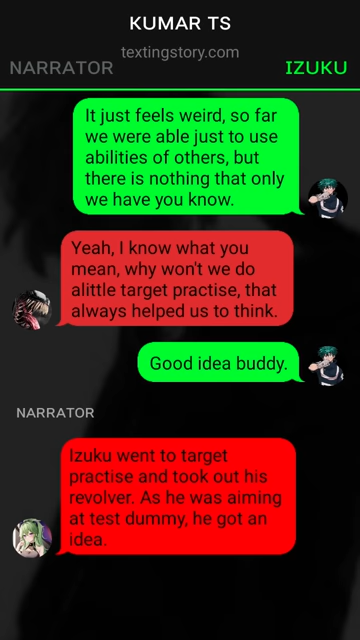 KUMAR TS
textingstory.com
NARRATOR
IZUKU
It just feels weird, so far
we were able just to use
abilities of others, but
there is nothing that only
we have you know.
Yeah, I know what you
mean, why won't we do
alittle target practise, that
always helped us to think.
Good idea buddy.
NARRATOR
Izuku went to target
practise and took out his
revolver. As he was aiming
at test dummy, he got an
idea.